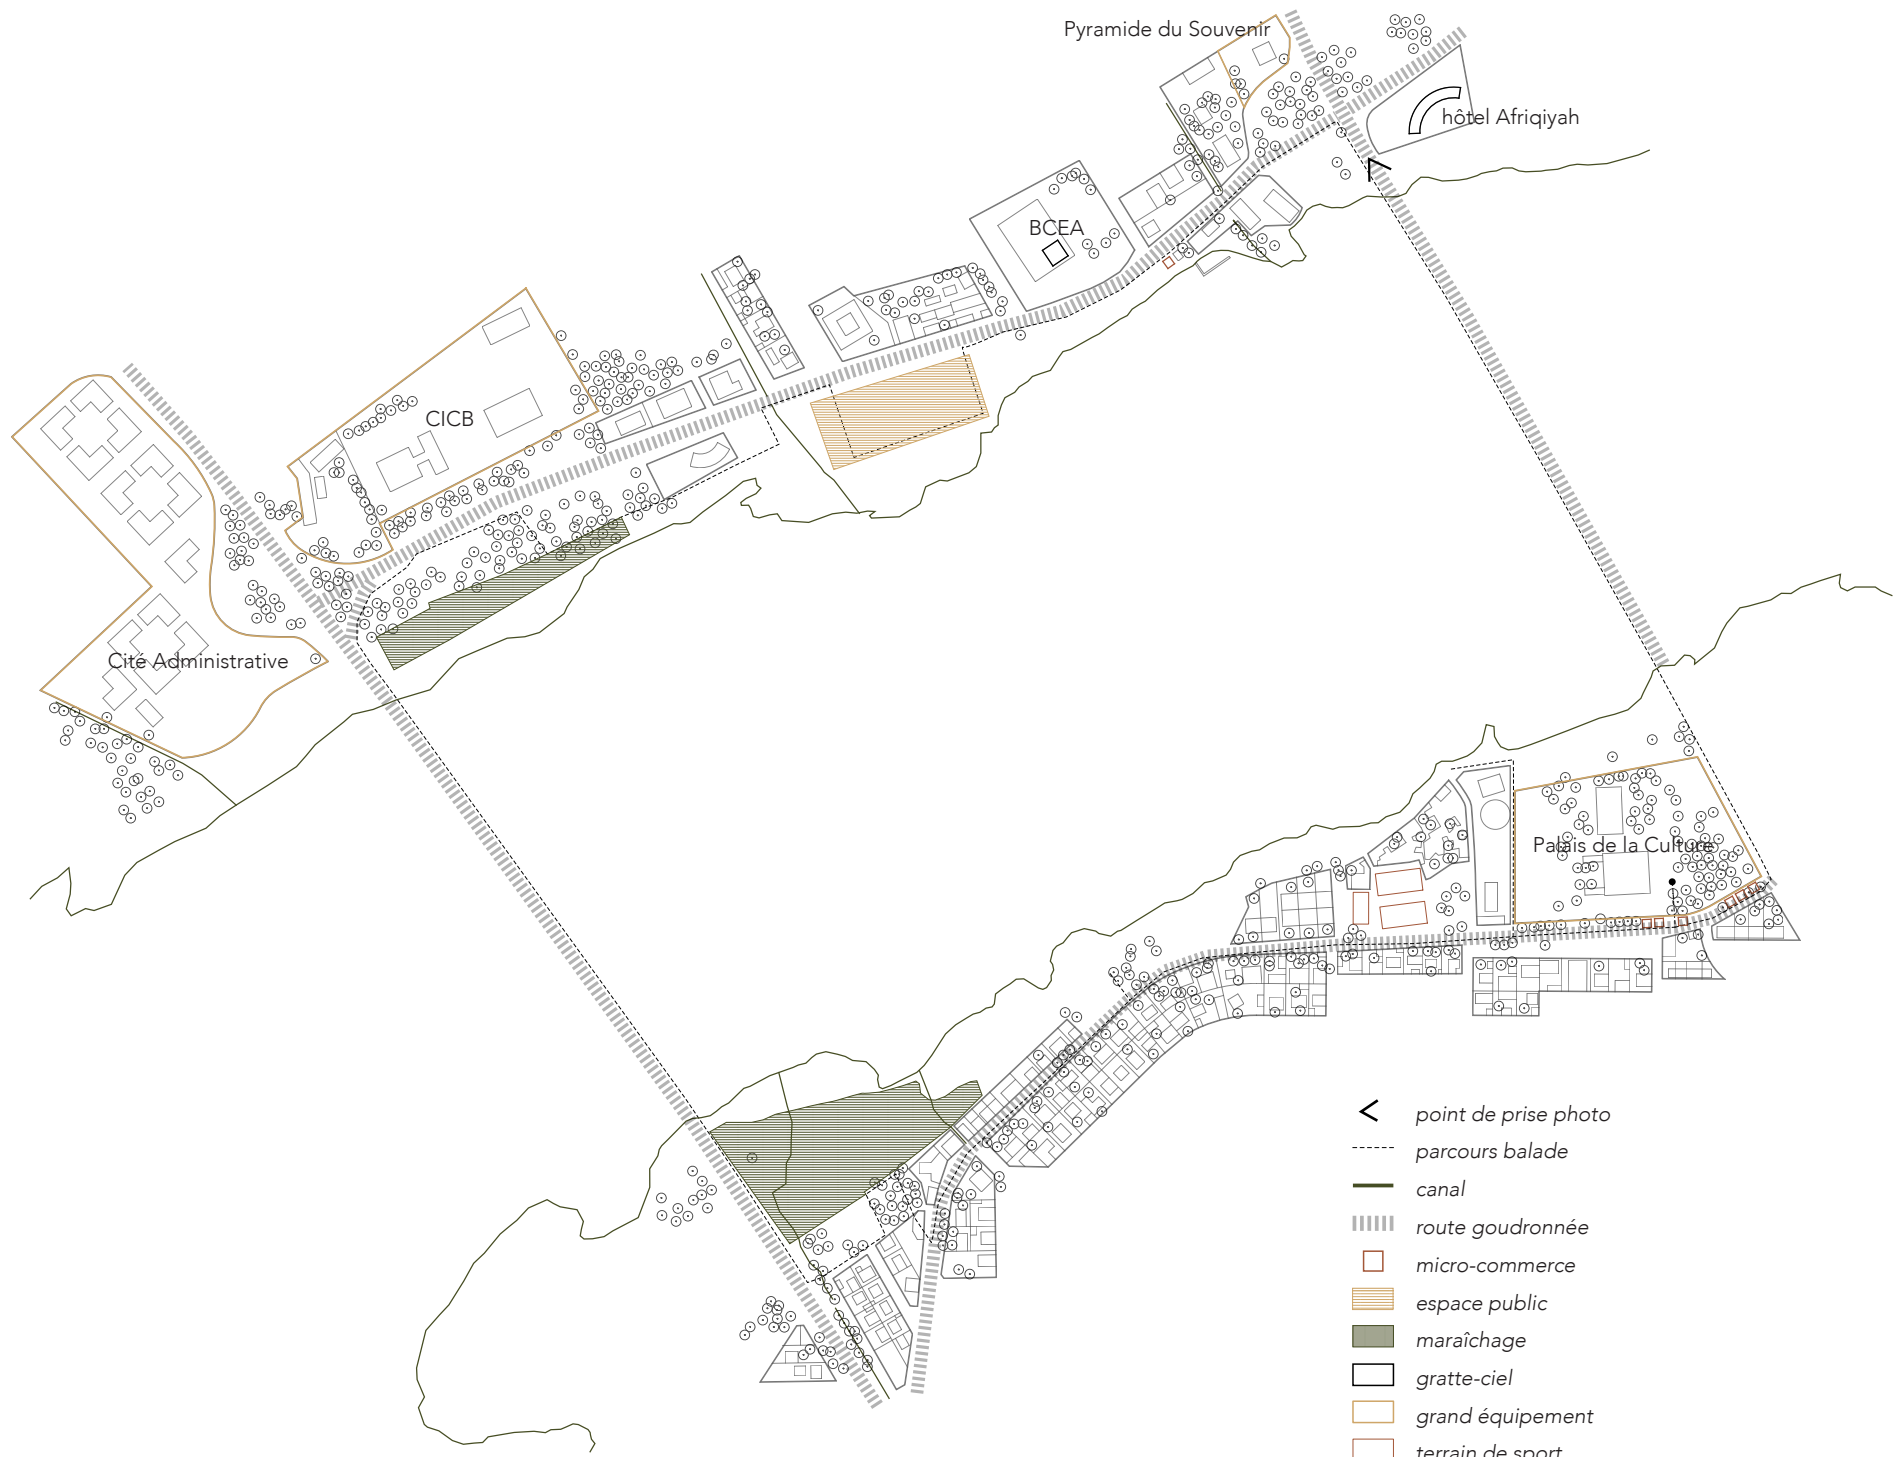 Pyramide du Souvenir
hôtel Afriqiyah
BCEA
CICB
Cité Administrative
Palais de la Culture
point de prise photo
parcours balade
canal
route goudronnée
micro-commerce
espace public
maraîchage
gratte-ciel
grand équipement
terrain de sport